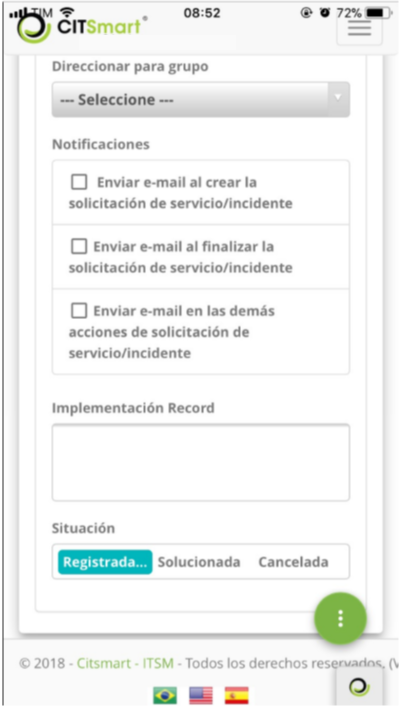 TIM 08:52 72%
CITSmart®
Direccionar para grupo
--- Seleccione ---
Notificaciones
Enviar e-mail al crear la
solicitación de servicio/incidente
Enviar e-mail al finalizar la
solicitación de servicio/incidente
Enviar e-mail en las demás
acciones de solicitación de
servicio/incidente
Implementación Record
Situación
Registrada... Solucionada Cancelada
© 2018 - Citsmart - ITSM - Todos los derechos reservados, (V